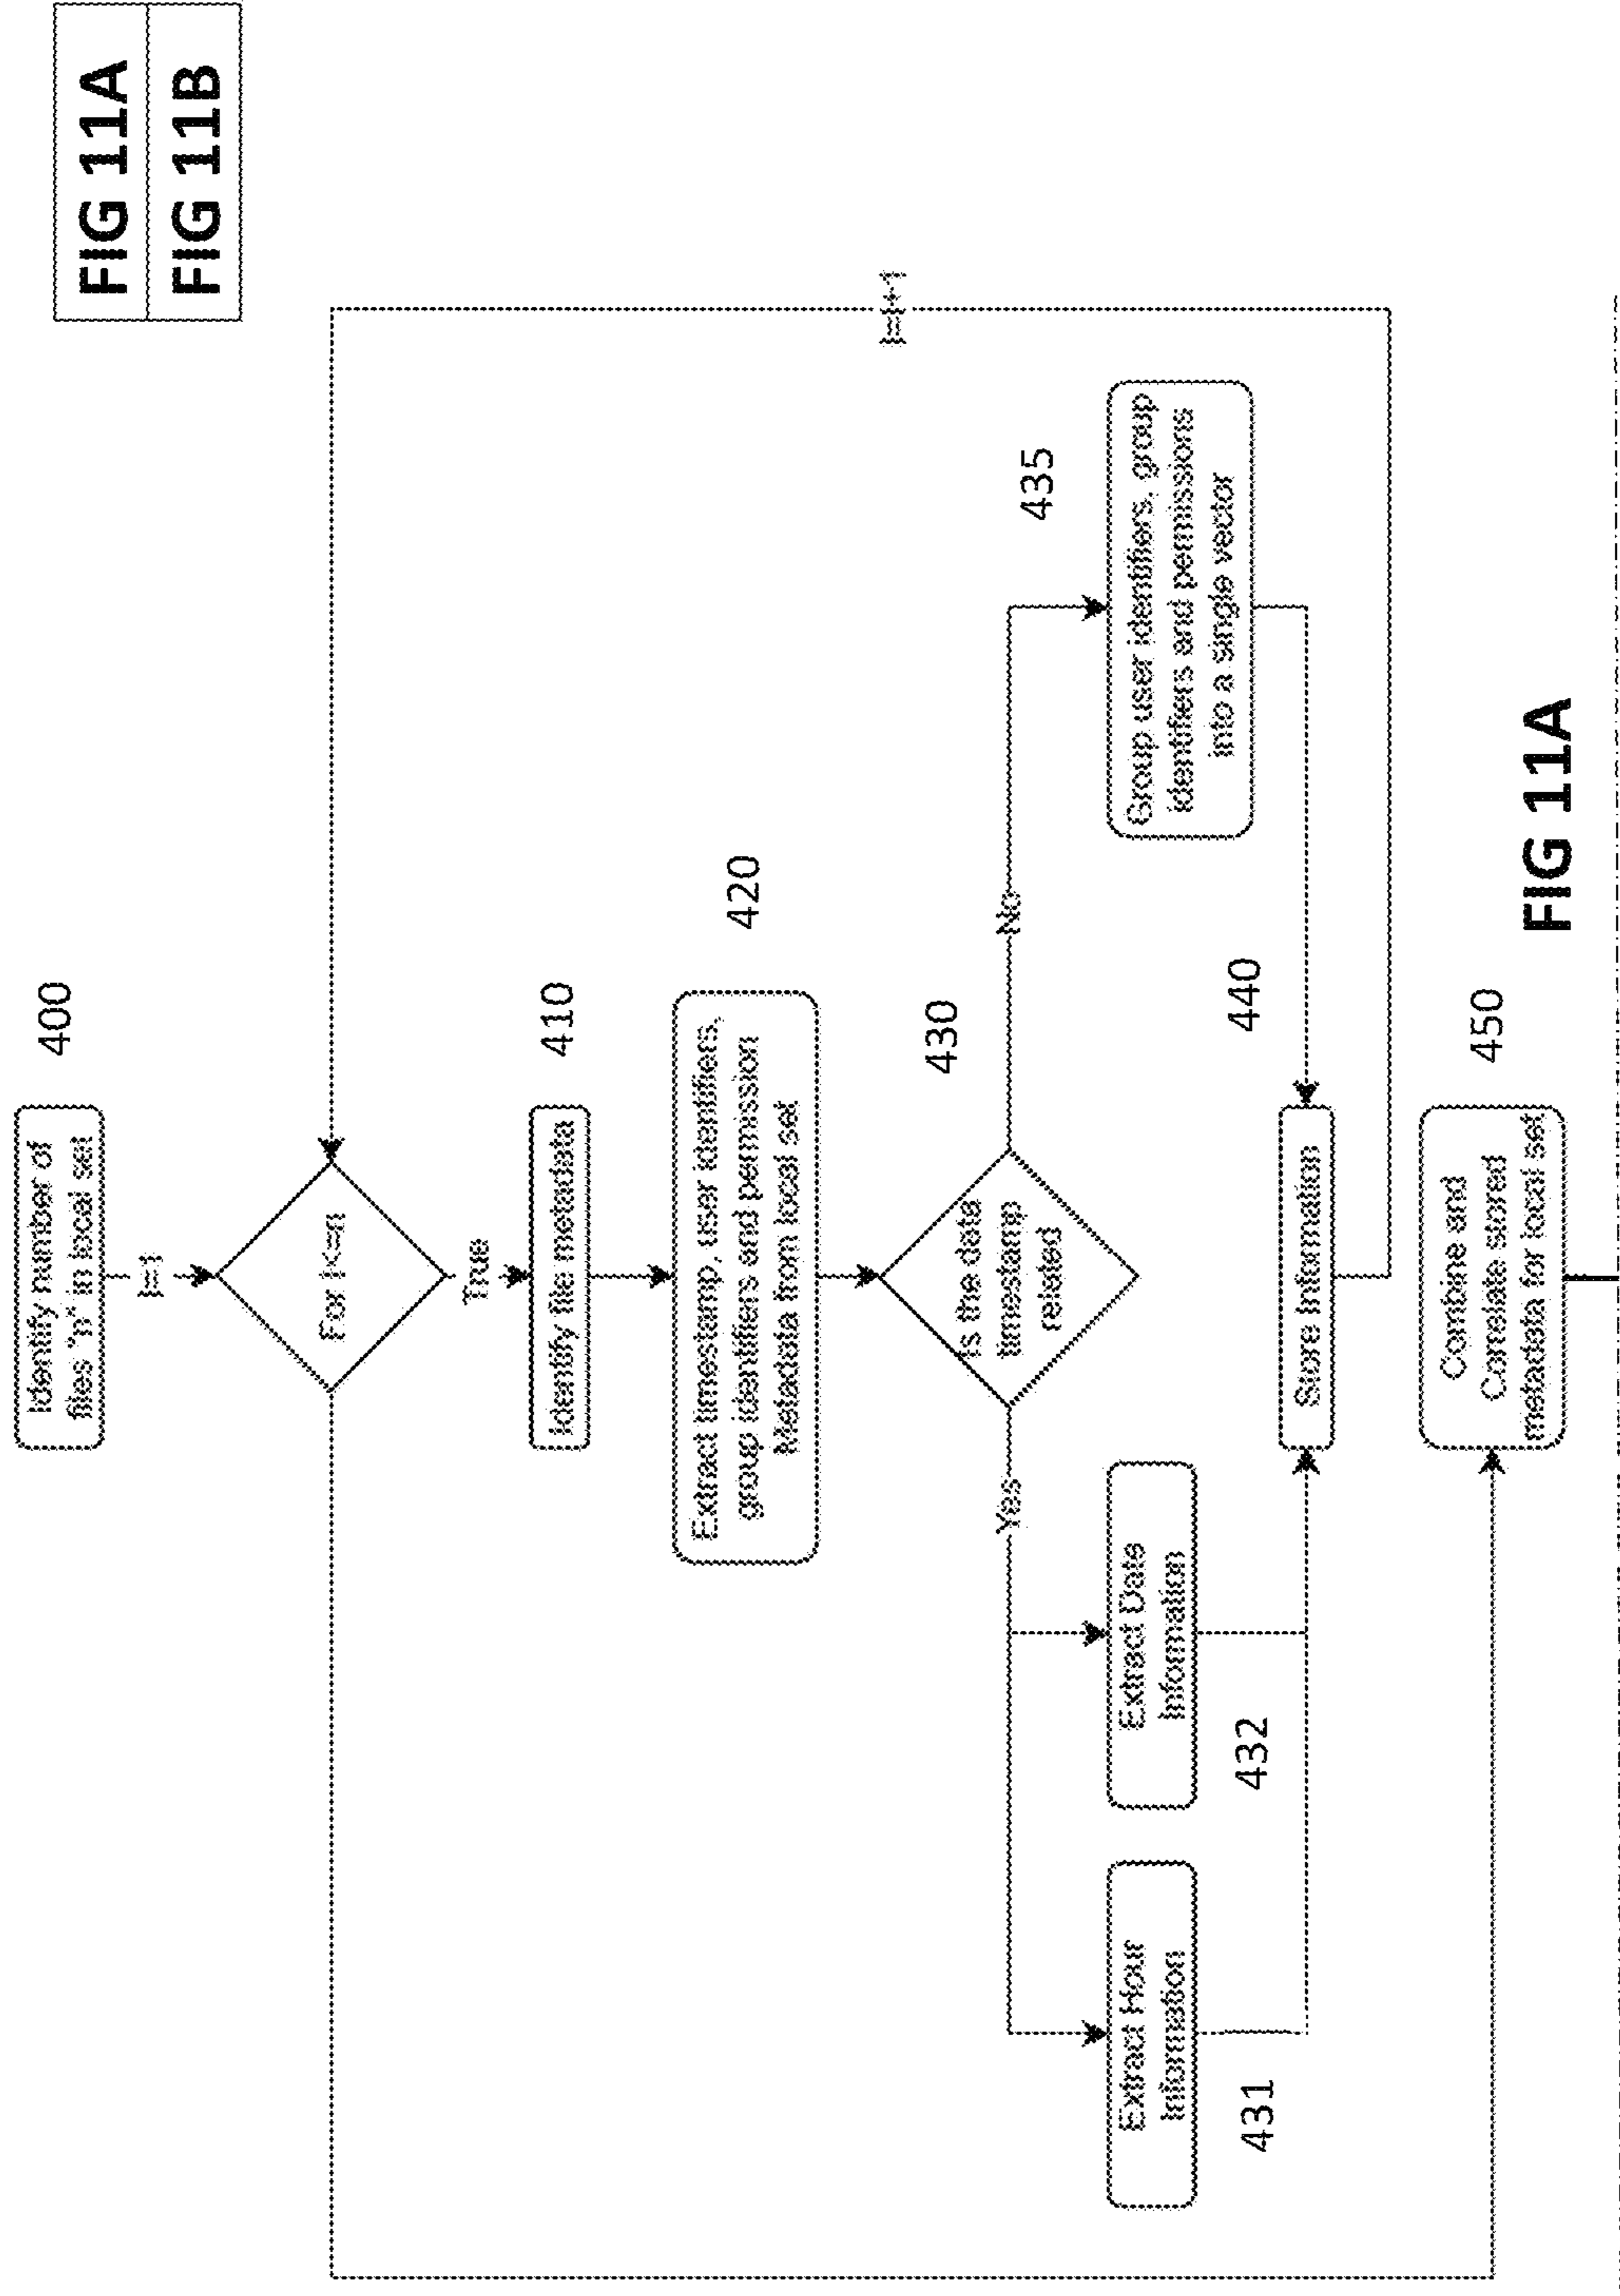 FIG 11A
FIG 11B
400
Identify number of
files "n" in local set
I=1
For I<=n
True
I=I+1
410
Identify file metadata
420
Extract timestamp, user identifiers,
group identifiers and permission
Metadata from local set
430
Is the data
timestamp
releted
Yes
No
Extract Hour
Information
431
Extract Date
Information
432
435
Group user identifiers, group
identifiers and permissions
into a single vector
440
Store Information
450
Combine and
Correlate stored
metadata for local set
FIG 11A